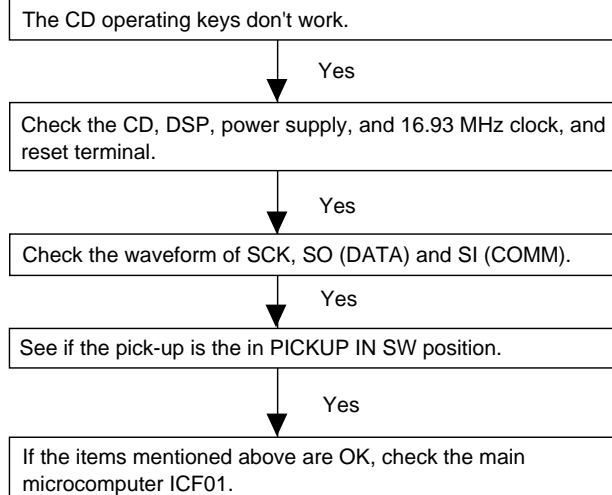 The CD operating keys don't work.
Yes
Check the CD, DSP, power supply, and 16.93 MHz clock, and
reset terminal.
Yes
Check the waveform of SCK, SO (DATA) and SI (COMM).
Yes
See if the pick-up is the in PICKUP IN SW position.
Yes
If the items mentioned above are OK, check the main
microcomputer ICF01.